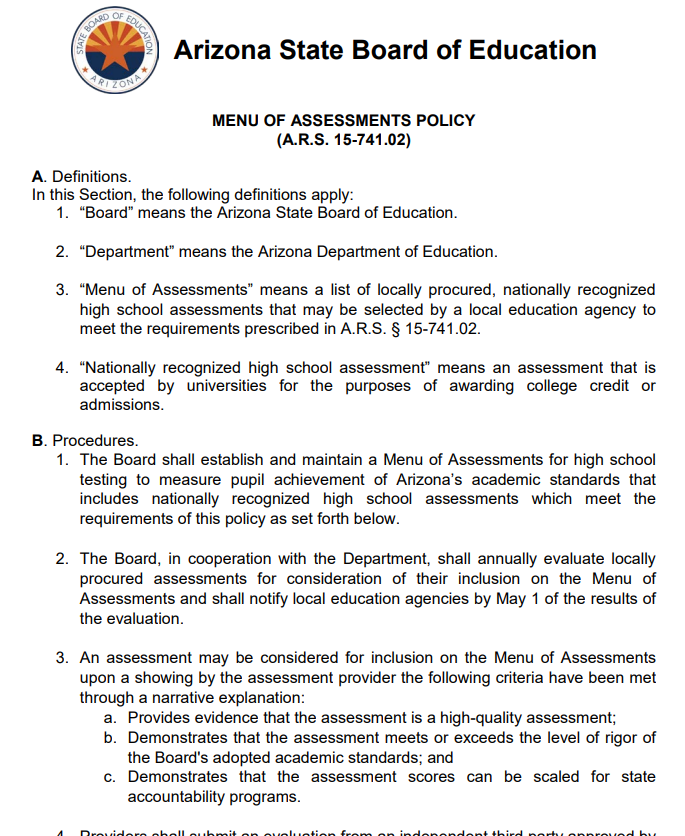 STATE BOARD OF EDUCATION
ARIZONA
Arizona State Board of Education
MENU OF ASSESSMENTS POLICY
(A.R.S. 15-741.02)
A. Definitions.
In this Section, the following definitions apply:
1. “Board” means the Arizona State Board of Education.
2. “Department” means the Arizona Department of Education.
3. “Menu of Assessments” means a list of locally procured, nationally recognized
high school assessments that may be selected by a local education agency to
meet the requirements prescribed in A.R.S. § 15-741.02.
4. “Nationally recognized high school assessment” means an assessment that is
accepted by universities for the purposes of awarding college credit or
admissions.
B. Procedures.
1. The Board shall establish and maintain a Menu of Assessments for high school
testing to measure pupil achievement of Arizona’s academic standards that
includes nationally recognized high school assessments which meet the
requirements of this policy as set forth below.
2. The Board, in cooperation with the Department, shall annually evaluate locally
procured assessments for consideration of their inclusion on the Menu of
Assessments and shall notify local education agencies by May 1 of the results of
the evaluation.
3. An assessment may be considered for inclusion on the Menu of Assessments
upon a showing by the assessment provider the following criteria have been met
through a narrative explanation:
a. Provides evidence that the assessment is a high-quality assessment;
b. Demonstrates that the assessment meets or exceeds the level of rigor of
the Board's adopted academic standards; and
c. Demonstrates that the assessment scores can be scaled for state
accountability programs.
4. Providers shall submit an evaluation from an independent third party approved by